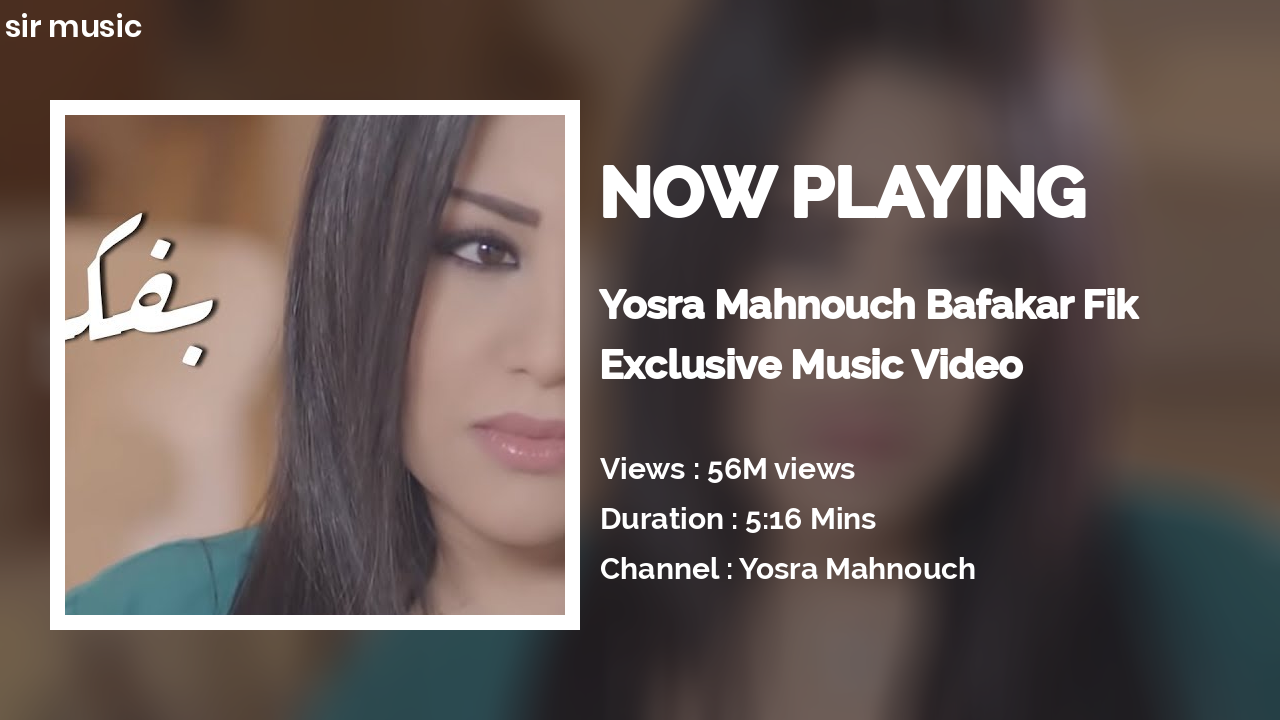 sir music
بفكـ
NOW PLAYING
Yosra Mahnouch Bafakar Fik
Exclusive Music Video
Views : 56M views
Duration : 5:16 Mins
Channel : Yosra Mahnouch